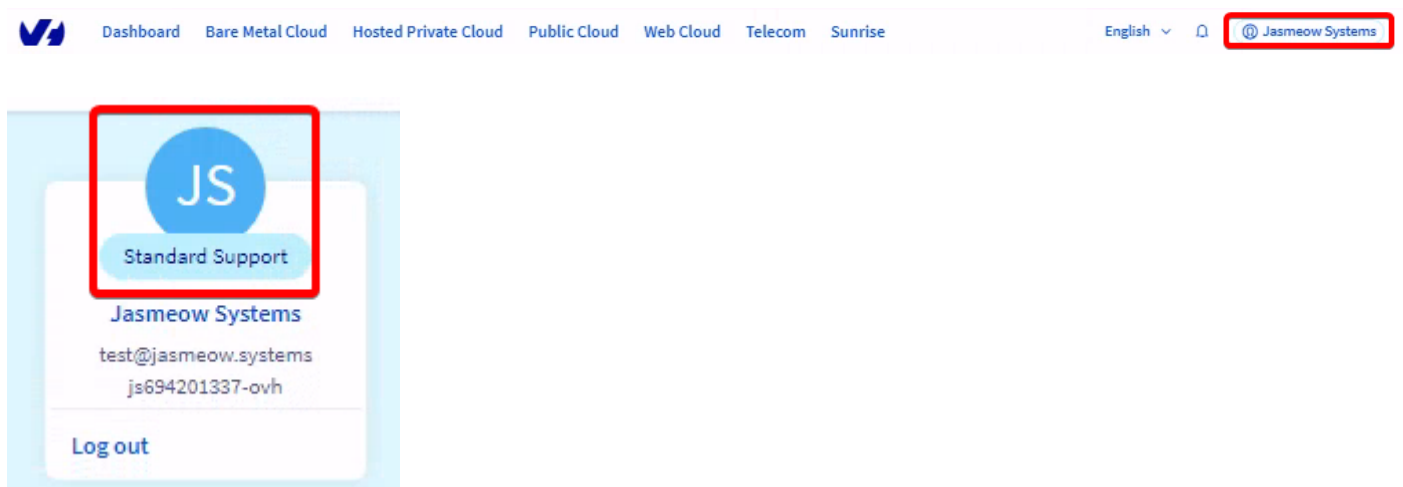 Dashboard Bare Metal Cloud Hosted Private Cloud Public Cloud Web Cloud Telecom Sunrise English Jasmeow Systems
JS
Standard Support
Jasmeow Systems
test@jasmeow.systems
js694201337-ovh
Log out